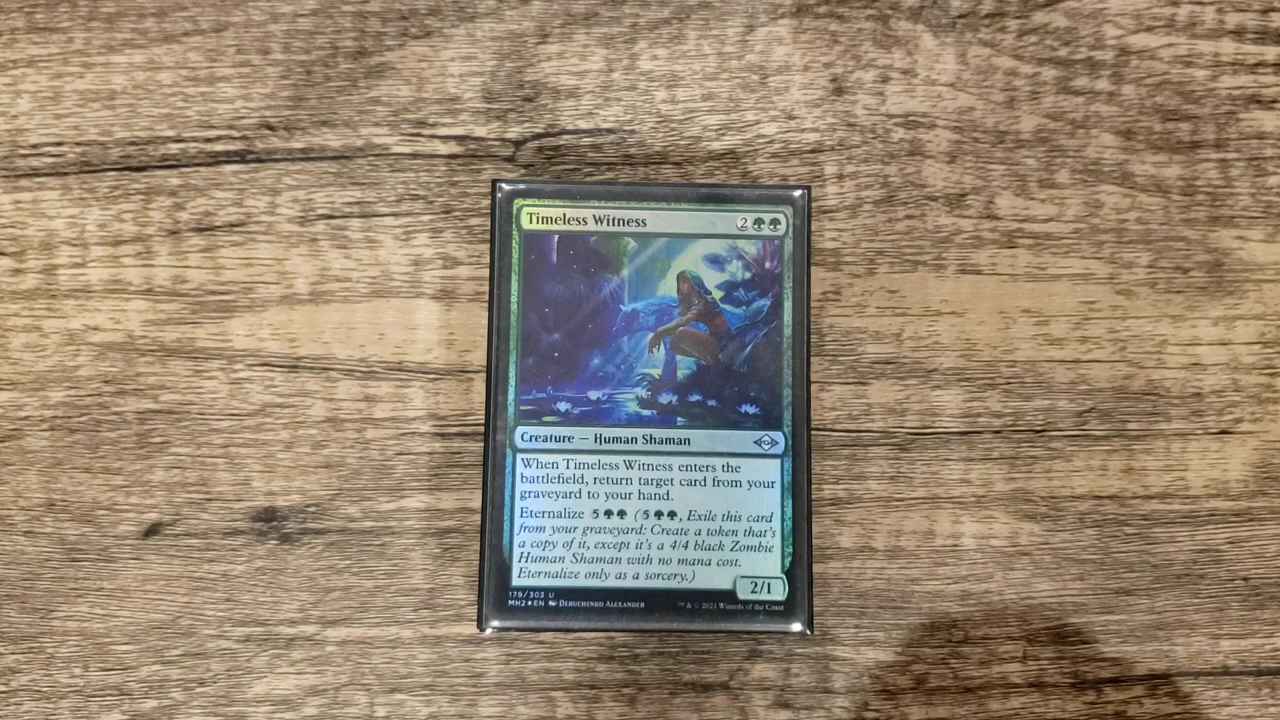 Timeless Witness 2
Creature — Human Shaman
When Timeless Witness enters the
battlefield, return target card from your
graveyard to your hand.
Eternalize 5 (5, Exile this card
from your graveyard: Create a token that's
a copy of it, except it's a 4/4 black Zombie
Human Shaman with no mana cost.
Eternalize only as a sorcery.)
2/1
179/303 U
MH2★EN Deruchenko Alexander
™ & © 2021 Wizards of the Coast